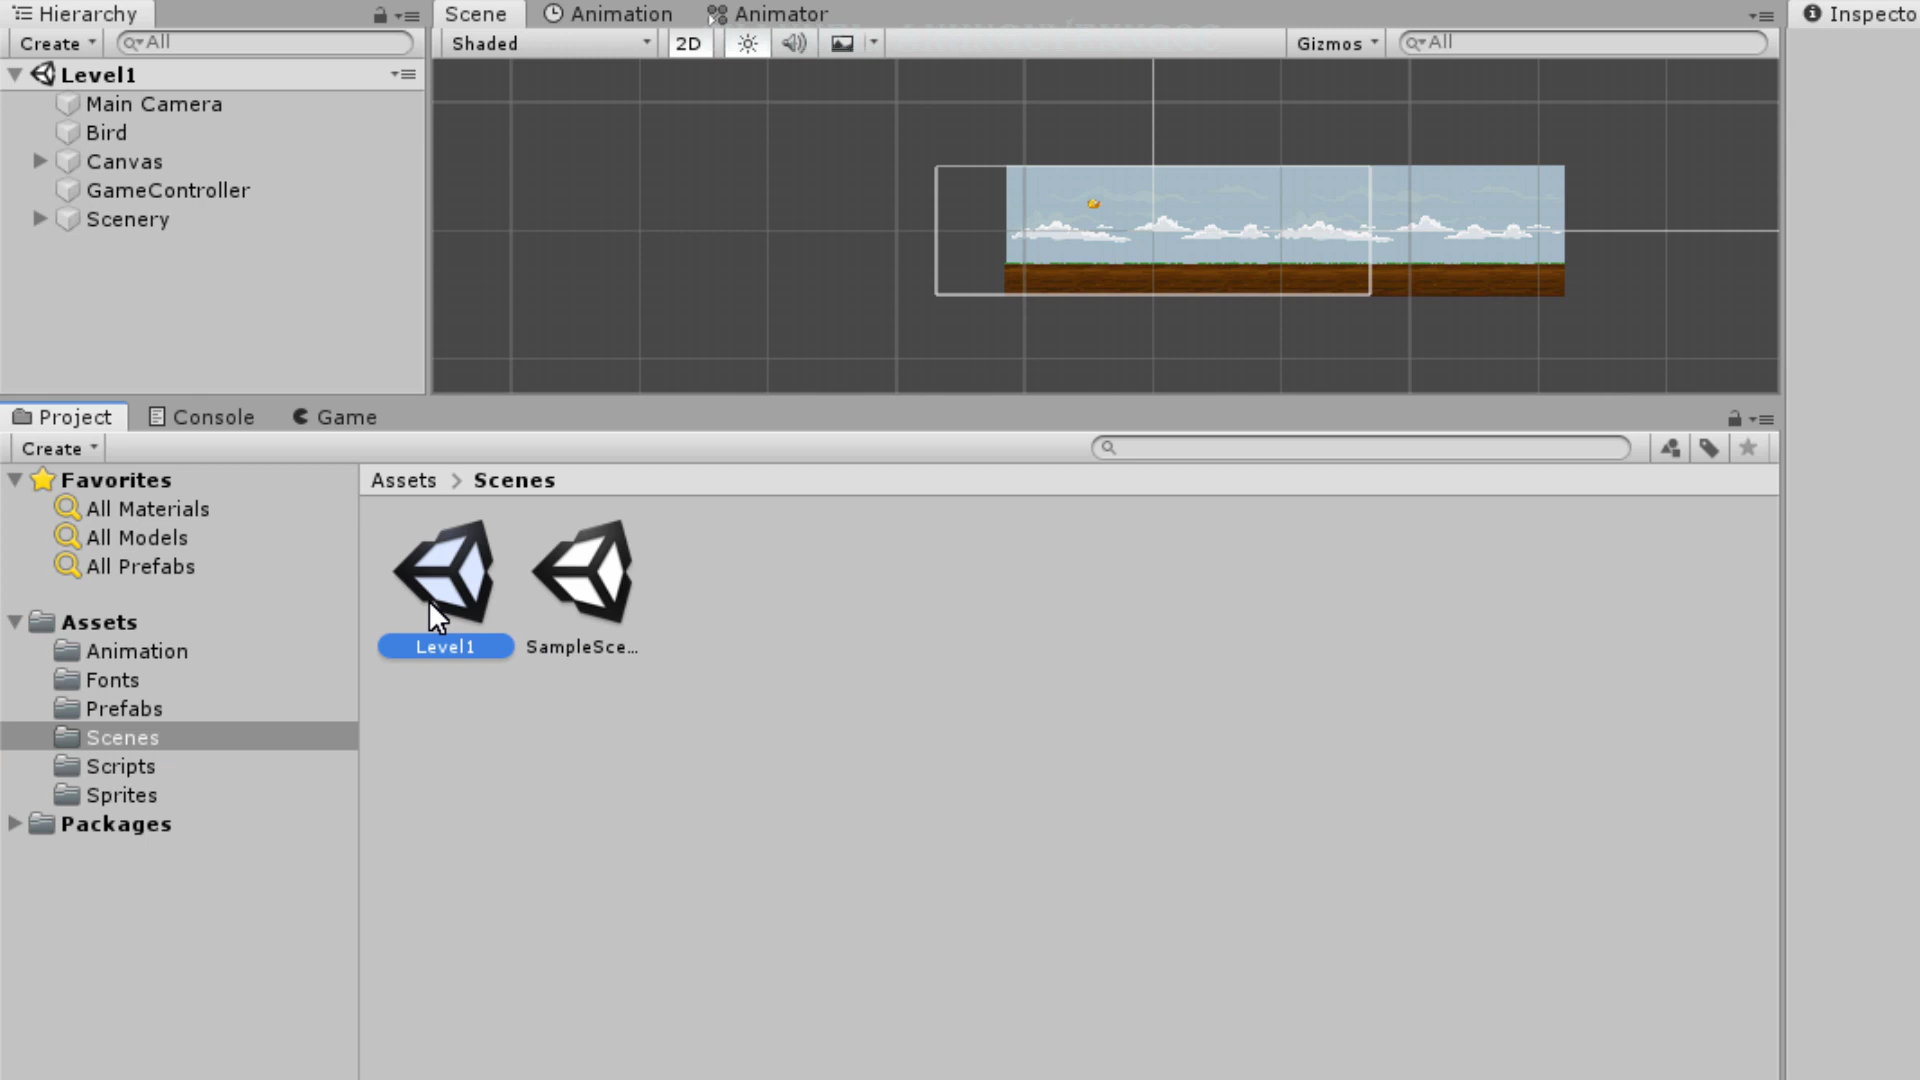 Hierarchy
Create
All
Level1
Main Camera
Bird
Canvas
GameController
Scenery
Scene
Animation
Animator
Shaded
2D
Gizmos
All
Inspecto
Project
Console
Game
Create
Favorites
All Materials
All Models
All Prefabs
Assets
Animation
Fonts
Prefabs
Scenes
Scripts
Sprites
Packages
Assets > Scenes
Level1
SampleSce...